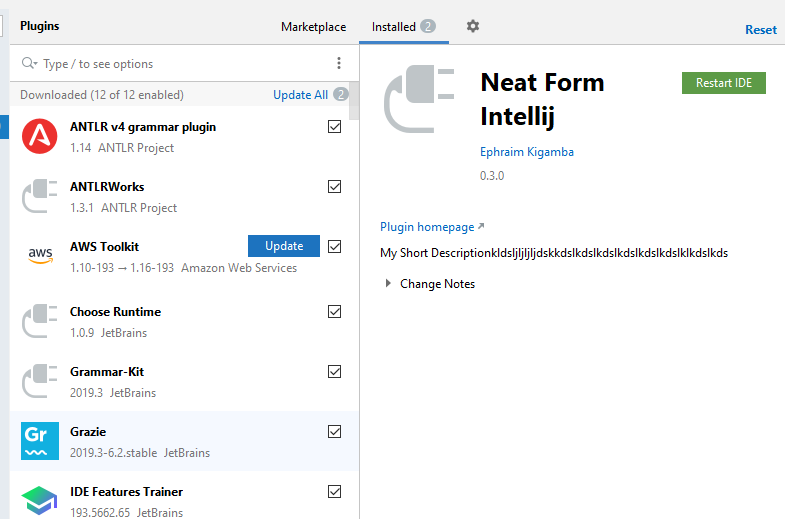 Plugins
Marketplace
Installed 2
Reset
Type / to see options
Downloaded (12 of 12 enabled)
Update All 2
ANTLR v4 grammar plugin
1.14 ANTLR Project
ANTLRWorks
1.3.1 ANTLR Project
aws
AWS Toolkit
Update
1.10-193 → 1.16-193 Amazon Web Services
Choose Runtime
1.0.9 JetBrains
Grammar-Kit
2019.3 JetBrains
Gr
Grazie
2019.3-6.2.stable JetBrains
IDE Features Trainer
193.5662.65 JetBrains
Neat Form
Intellij
Restart IDE
Ephraim Kigamba
0.3.0
Plugin homepage
My Short Descriptionkldsljljljljdskkdslkdslkdslkdslkdslkdslklkdslkds
Change Notes